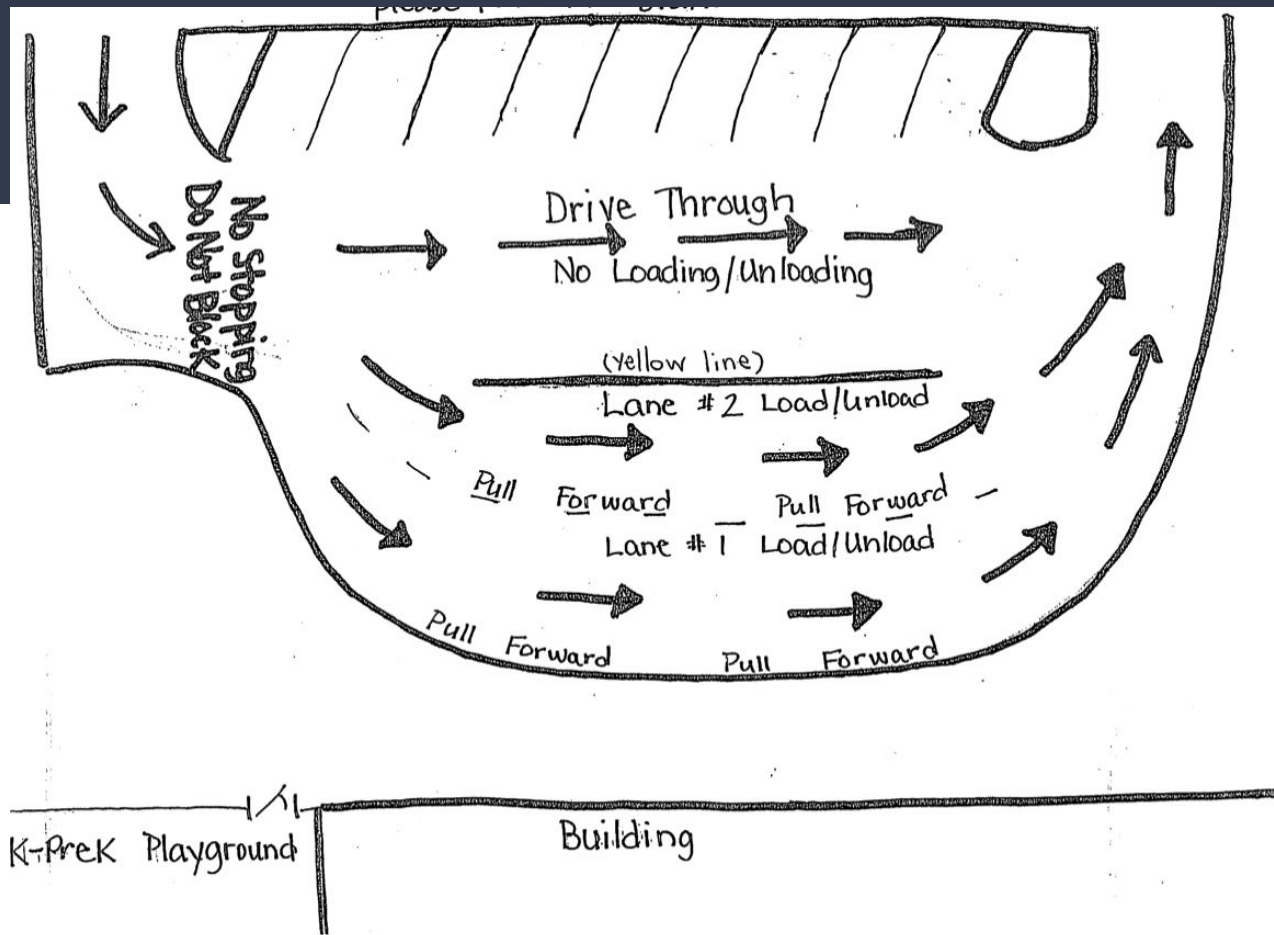 Drive Through
No Loading/Unloading
No Stopping
Do Not Block
(Yellow line)
Lane #2 Load/Unload
Pull Forward Pull Forward
Lane #1 Load/Unload
Pull Forward Pull Forward
K-PreK Playground
Building